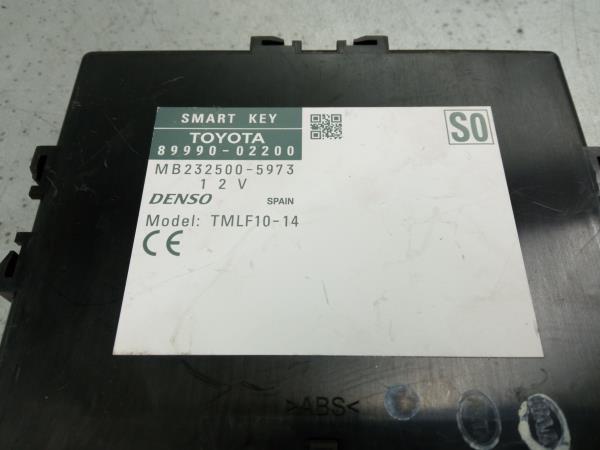 SMART KEY
TOYOTA
89990-02200
MB232500-5973
12V
DENSO SPAIN
Model: TMLF10-14
CE
S0
>ABS<